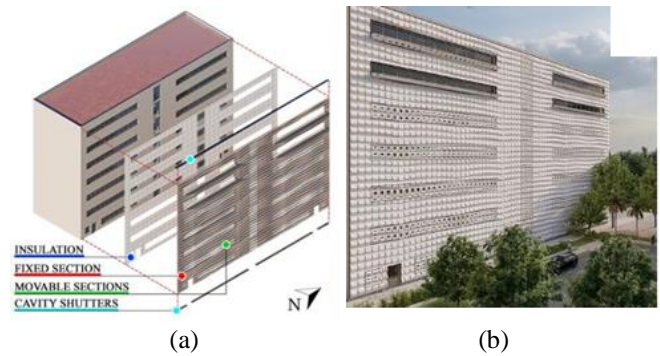 INSULATION
FIXED SECTION
MOVABLE SECTIONS
CAVITY SHUTTERS
N
(a)
(b)